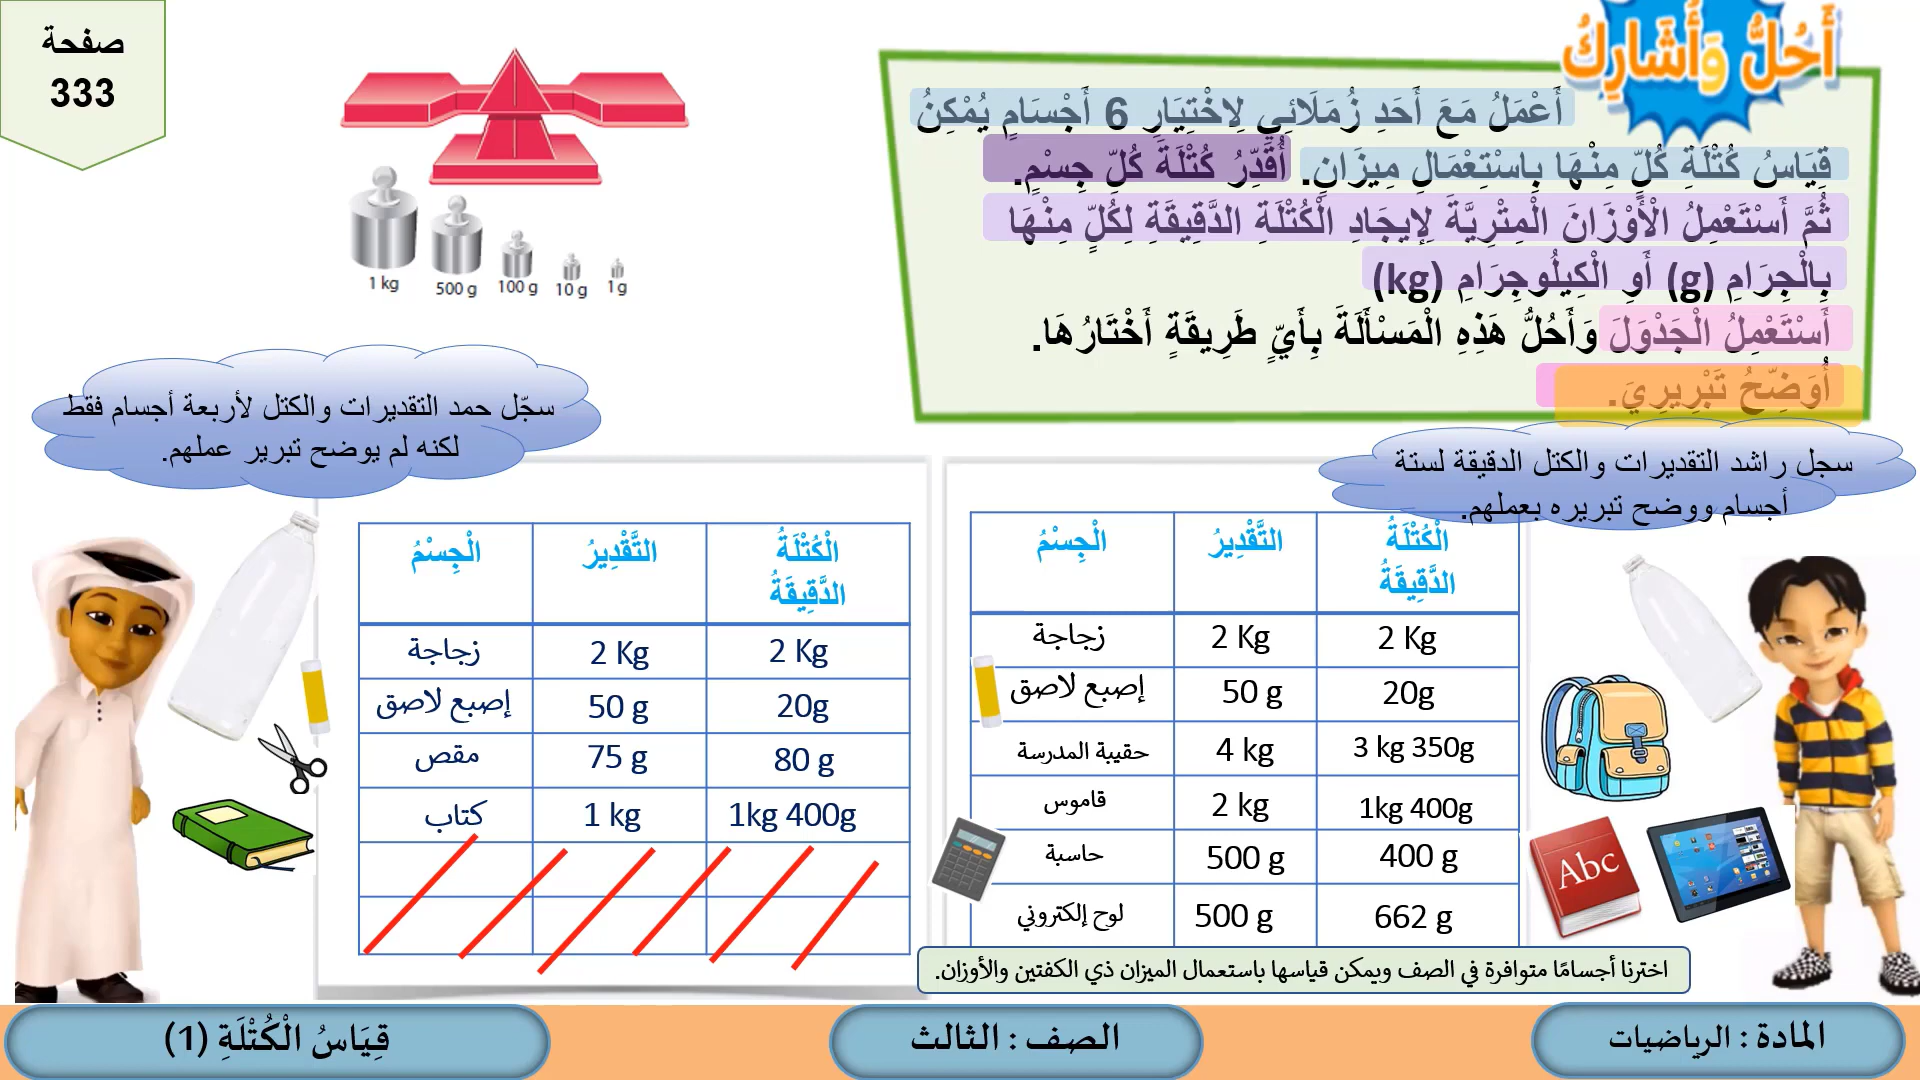 صفحة
333
أَحُلُّ وَأُشَارِكُ
أَعْمَلُ مَعَ أَحَدِ زُمَلَائِي لِاخْتِيَارِ 6 أَجْسَامٍ يُمْكِنُ
قِيَاسُ كُتْلَةِ كُلٍّ مِنْهَا بِاسْتِعْمَالِ مِيزَانٍ. أُقَدِّرُ كُتْلَةَ كُلِّ جِسْمٍ.
ثُمَّ أَسْتَعْمِلُ الْأَوْزَانَ الْمِتْرِيَّةَ لِإِيجَادِ الْكُتْلَةِ الدَّقِيقَةِ لِكُلٍّ مِنْهَا
بِالْجِرَامِ (g) أَوِ الْكِيلُوجِرَامِ (kg)
أَسْتَعْمِلُ الْجَدْوَلَ وَأَحُلُّ هَذِهِ الْمَسْأَلَةَ بِأَيِّ طَرِيقَةٍ أَخْتَارُهَا.
أُوَضِّحُ تَبْرِيرِيَ.
1 kg 500 g 100 g 10 g 1g
سجل راشد التقديرات والكتل الدقيقة لستة
أجسام ووضح تبريره بعملهم.
سجّل حمد التقديرات والكتل لأربعة أجسام فقط
لكنه لم يوضح تبرير عملهم.
الْجِسْمُ التَّقْدِيرُ الْكُتْلَةُ
الدَّقِيقَةُ
زجاجة 2 Kg 2 Kg
إصبع لاصق 50 g 20g
حقيبة المدرسة 4 kg 3 kg 350g
قاموس 2 kg 1kg 400g
حاسبة 500 g 400 g
لوح إلكتروني 500 g 662 g
Abc
اخترنا أجسامًا متوافرة في الصف ويمكن قياسها باستعمال الميزان ذي الكفتين والأوزان.
الْجِسْمُ التَّقْدِيرُ الْكُتْلَةُ
الدَّقِيقَةُ
زجاجة 2 Kg 2 Kg
إصبع لاصق 50 g 20g
مقص 75 g 80 g
كتاب 1 kg 1kg 400g
المادة : الرياضيات
الصف : الثالث
قِيَاسُ الْكُتْلَةِ (1)